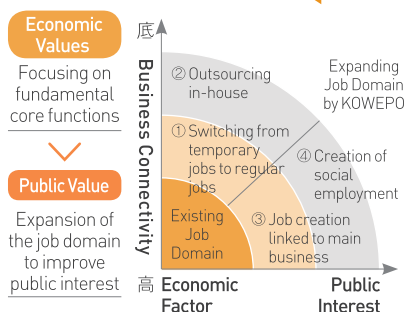 Economic
Values
Focusing on
fundamental
core functions
Public Value
Expansion of
the job domain
to improve
public interest
底
Business Connectivity
高
② Outsourcing
in-house
Expanding
Job Domain
by KOWEPO
① Switching from
temporary
jobs to regular
jobs
④ Creation of
social
employment
Existing
Job
Domain
③ Job creation
linked to main
business
Economic
Factor
Public
Interest